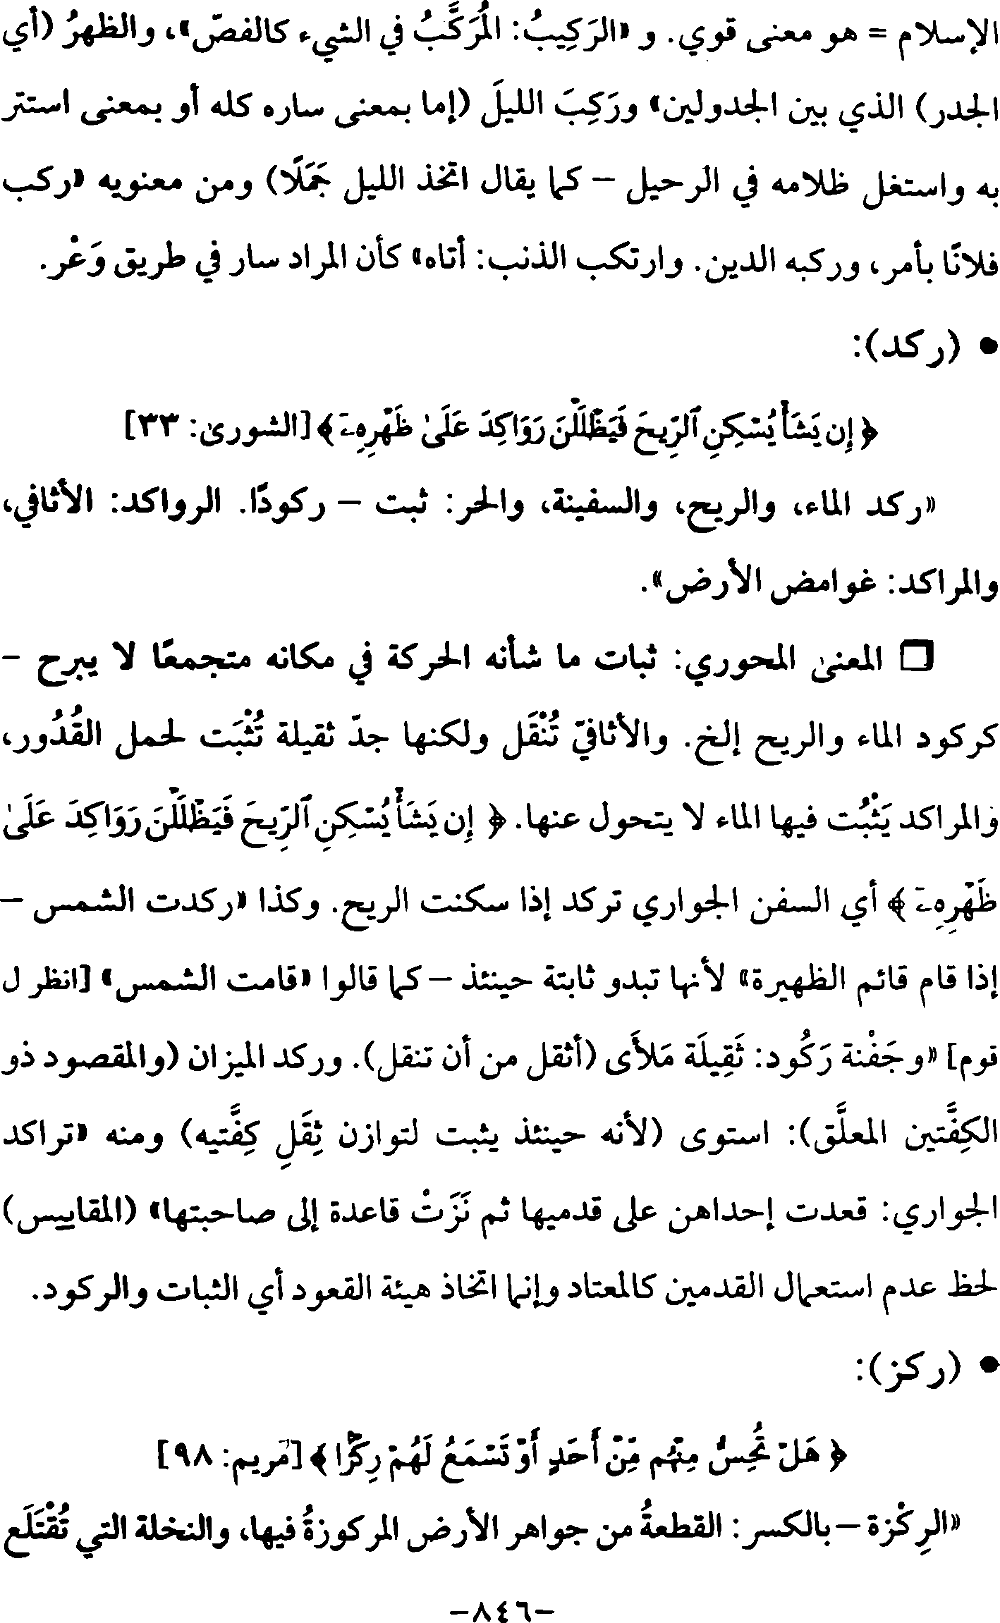 الإسلام = هو معنى قوي. و «الرَكِيبُ: المُرَكَّبُ في الشيء كالفصّ»، والظهرُ (أي
الجدر) الذي بين الجدولين» ورَكِبَ الليلَ (إما بمعنى ساره كله أو بمعنى استتر
به واستغل ظلامه في الرحيل – كما يقال اتخذ الليل جَمَلًا) ومن معنويه «ركب
فلانًا بأمر، وركبه الدين. وارتكب الذنب: أتاه» كأن المراد سار في طريق وَعْر.
• (ركد):
﴿ إِن يَشَأْ يُسْكِنِ ٱلرِّيحَ فَيَظْلَلْنَ رَوَاكِدَ عَلَىٰ ظَهْرِهِۦٓ ﴾ [الشورى: ٣٣]
«ركد الماء، والريح، والسفينة، والحر: ثبت – ركودًا. الرواكد: الأثافي،
والمراكد: غوامض الأرض».
□ المعنى المحوري: ثبات ما شأنه الحركة في مكانه متجمعًا لا يبرح –
كركود الماء والريح إلخ. والأثافيّ تُنْقَل ولكنها جدّ ثقيلة تُثْبَت لحمل القُدُور،
والمراكد يَثْبُت فيها الماء لا يتحول عنها. ﴿ إِن يَشَأْ يُسْكِنِ ٱلرِّيحَ فَيَظْلَلْنَ رَوَاكِدَ عَلَىٰ
ظَهْرِهِۦٓ ﴾ أي السفن الجواري تركد إذا سكنت الريح. وكذا «ركدت الشمس –
إذا قام قائم الظهيرة» لأنها تبدو ثابتة حينئذ – كما قالوا «قامت الشمس» [انظر ل
قوم] «وجَفْنة رَكُود: ثَقِيلَة مَلأَى (أثقل من أن تنقل). وركد الميزان (والمقصود ذو
الكِفَّتين المعلَّق): استوى (لأنه حينئذ يثبت لتوازن ثِقَلِ كِفَّتيه) ومنه «تراكد
الجواري: قعدت إحداهن على قدميها ثم نَزَتْ قاعدة إلى صاحبتها» (المقاييس)
لحظ عدم استعمال القدمين كالمعتاد وإنما اتخاذ هيئة القعود أي الثبات والركود.
• (ركز):
﴿ هَلْ تُحِسُّ مِنْهُم مِّنْ أَحَدٍ أَوْ تَسْمَعُ لَهُمْ رِكْزًا ﴾ [مريم: ٩٨]
«الرِكْزة – بالكسر: القطعةُ من جواهر الأرض المركوزةُ فيها، والنخلة التي تُقْتَلَع
–٨٤٦–